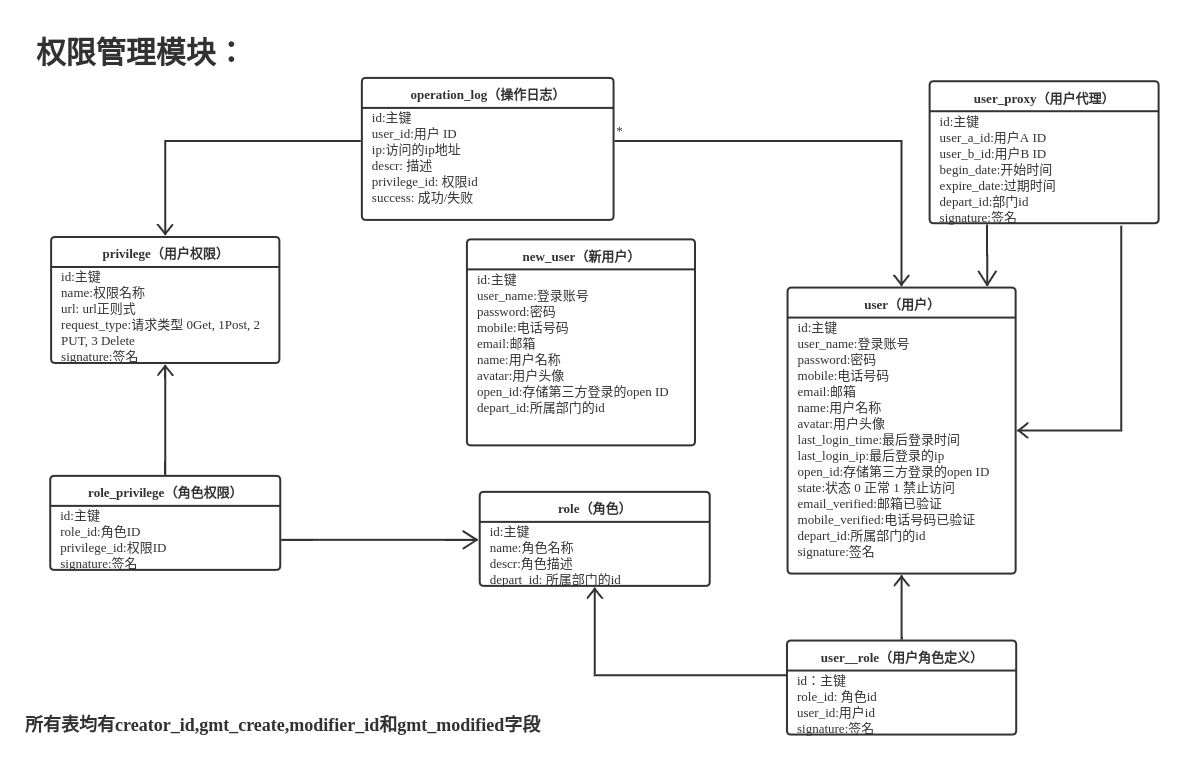 权限管理模块：
operation_log（操作日志）
id:主键
user_id:用户 ID
ip:访问的ip地址
descr: 描述
privilege_id: 权限id
success: 成功/失败
*
user_proxy（用户代理）
id:主键
user_a_id:用户A ID
user_b_id:用户B ID
begin_date:开始时间
expire_date:过期时间
depart_id:部门id
signature:签名
privilege（用户权限）
id:主键
name:权限名称
url: url正则式
request_type:请求类型 0Get, 1Post, 2
PUT, 3 Delete
signature:签名
new_user（新用户）
id:主键
user_name:登录账号
password:密码
mobile:电话号码
email:邮箱
name:用户名称
avatar:用户头像
open_id:存储第三方登录的open ID
depart_id:所属部门的id
user（用户）
id:主键
user_name:登录账号
password:密码
mobile:电话号码
email:邮箱
name:用户名称
avatar:用户头像
last_login_time:最后登录时间
last_login_ip:最后登录的ip
open_id:存储第三方登录的open ID
state:状态 0 正常 1 禁止访问
email_verified:邮箱已验证
mobile_verified:电话号码已验证
depart_id:所属部门的id
signature:签名
role_privilege（角色权限）
id:主键
role_id:角色ID
privilege_id:权限ID
signature:签名
role（角色）
id:主键
name:角色名称
descr:角色描述
depart_id: 所属部门的id
user__role（用户角色定义）
id：主键
role_id: 角色id
user_id:用户id
signature:签名
所有表均有creator_id,gmt_create,modifier_id和gmt_modified字段